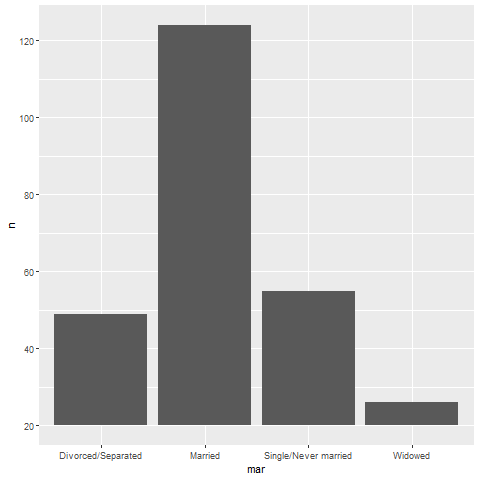 120
100
80
60
40
20
n
Divorced/Separated
Married
Single/Never married
Widowed
mar